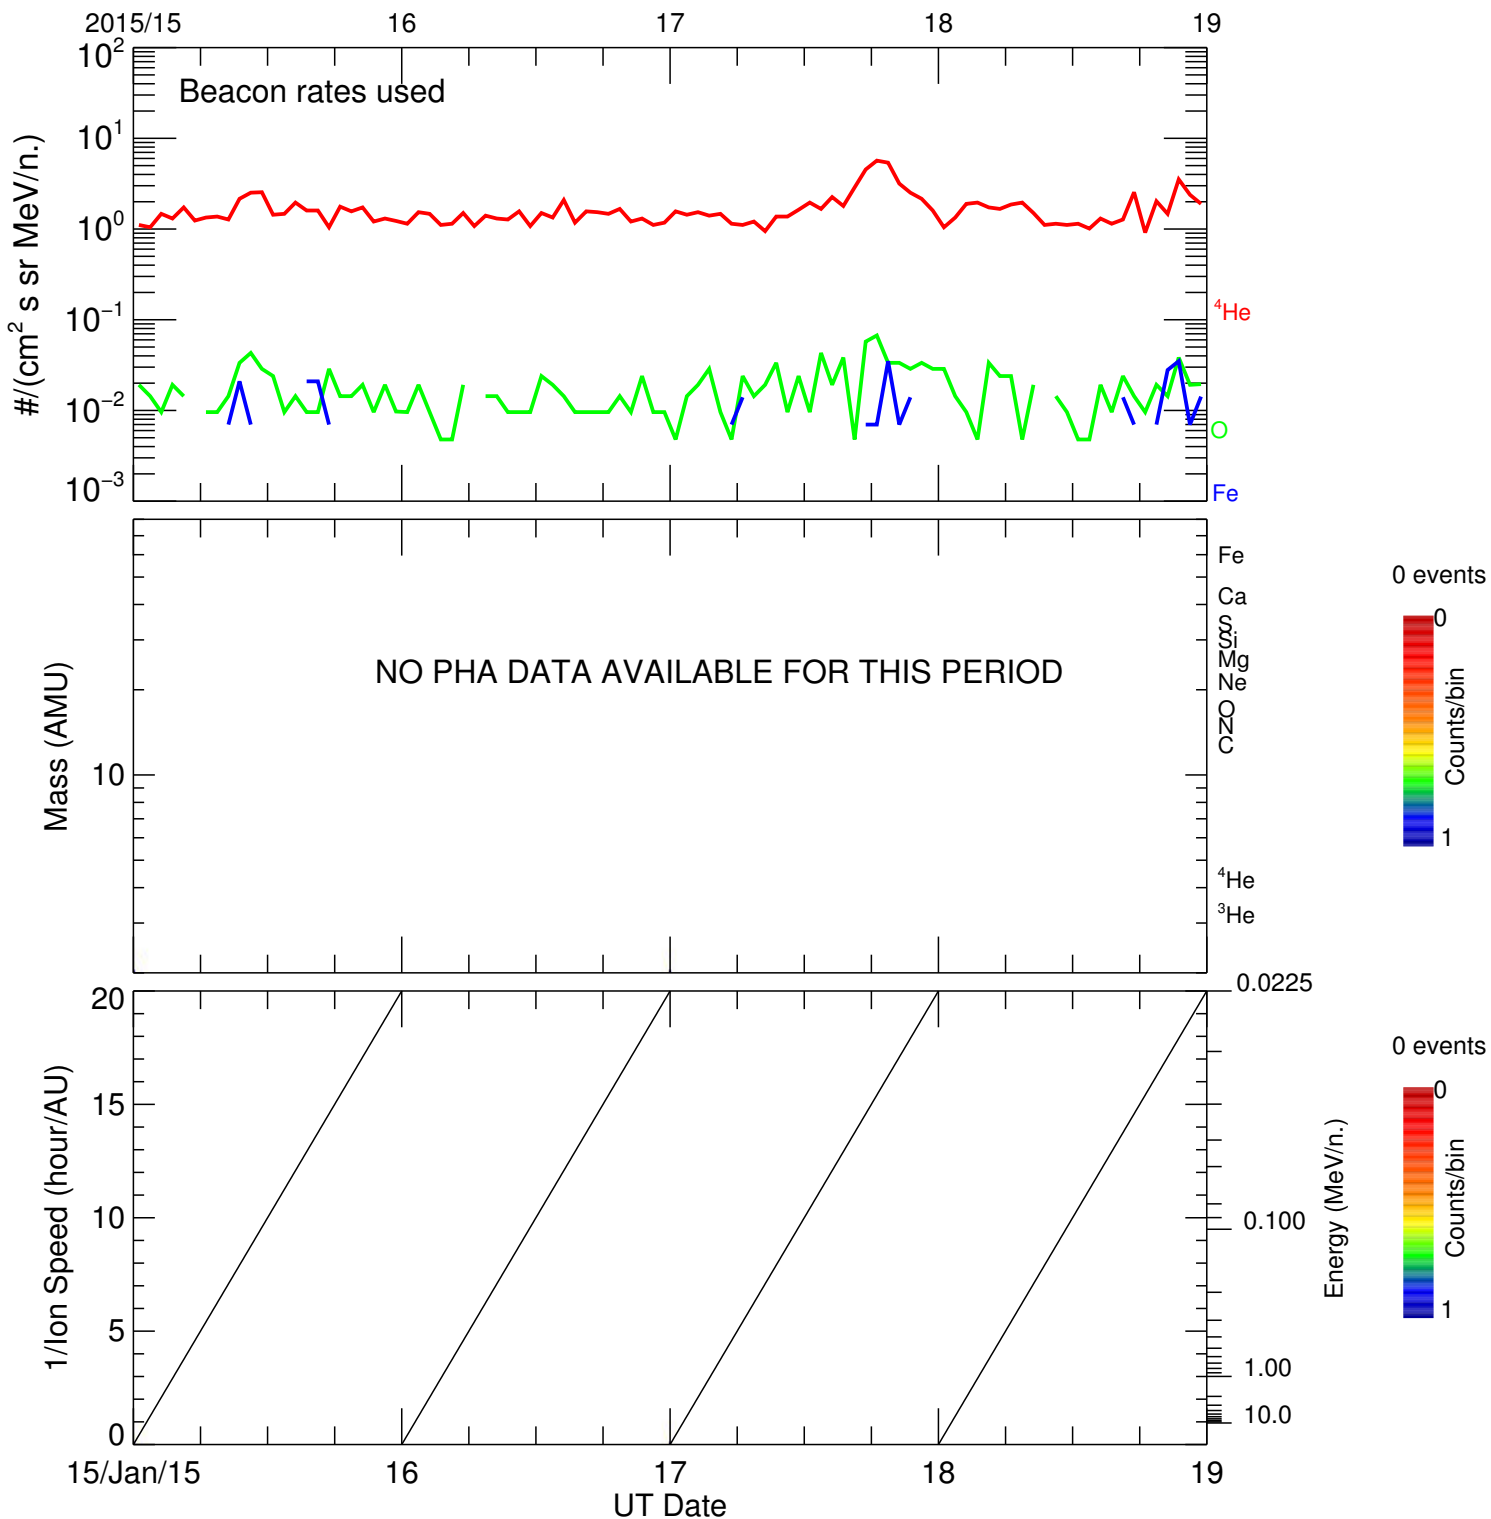 2015/15 16 17 18 19
Beacon rates used
10² 10¹ 10⁰ 10⁻¹ 10⁻² 10⁻³
#/(cm² s sr MeV/n.)
⁴He
O
Fe
NO PHA DATA AVAILABLE FOR THIS PERIOD
Mass (AMU)
10
Fe
Ca
S
Si
Mg
Ne
O
N
C
⁴He
³He
0 events
0
Counts/bin
1
20
15
10
5
0
1/Ion Speed (hour/AU)
0.0225
0.100
1.00
10.0
Energy (MeV/n.)
0 events
0
Counts/bin
1
15/Jan/15 16 17 18 19
UT Date